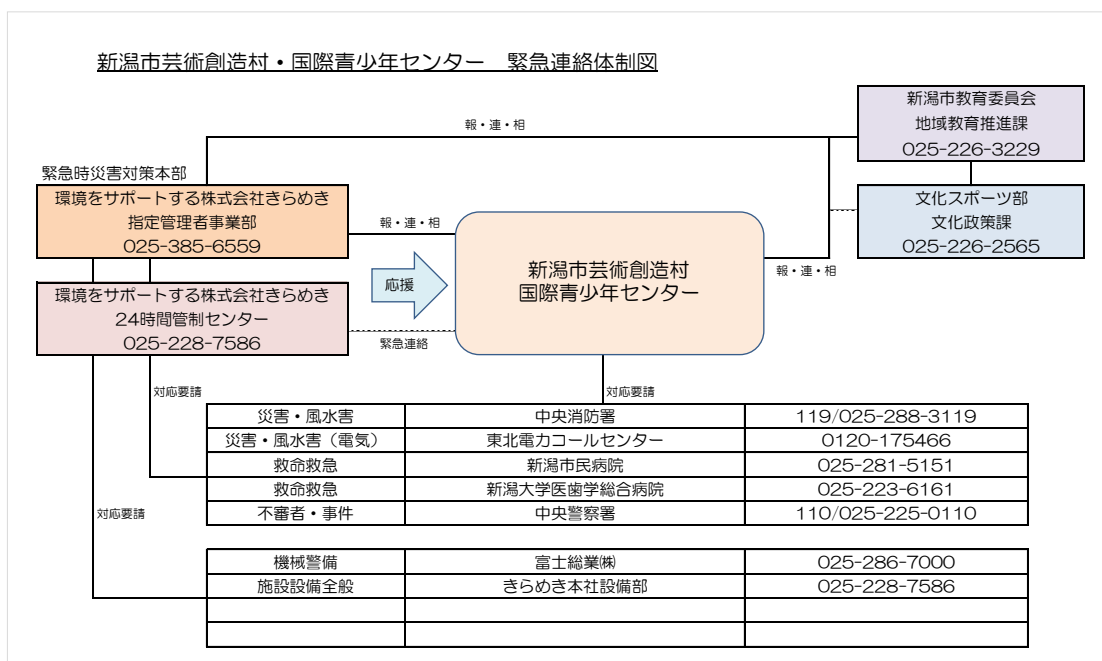 新潟市芸術創造村・国際青少年センター　緊急連絡体制図
新潟市教育委員会
地域教育推進課
025-226-3229
報・連・相
緊急時災害対策本部
環境をサポートする株式会社きらめき
指定管理者事業部
025-385-6559
文化スポーツ部
文化政策課
025-226-2565
報・連・相
新潟市芸術創造村
国際青少年センター
報・連・相
応援
環境をサポートする株式会社きらめき
24時間管制センター
025-228-7586
緊急連絡
対応要請
対応要請
災害・風水害 中央消防署 119/025-288-3119
災害・風水害（電気） 東北電力コールセンター 0120-175466
救命救急 新潟市民病院 025-281-5151
救命救急 新潟大学医歯学総合病院 025-223-6161
不審者・事件 中央警察署 110/025-225-0110
対応要請
機械警備 富士総業㈱ 025-286-7000
施設設備全般 きらめき本社設備部 025-228-7586